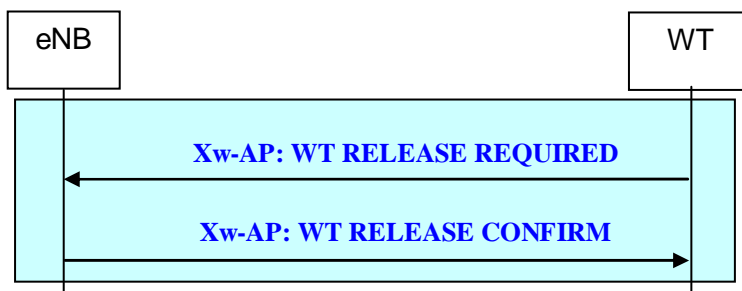 eNB
WT
Xw-AP: WT RELEASE REQUIRED
Xw-AP: WT RELEASE CONFIRM